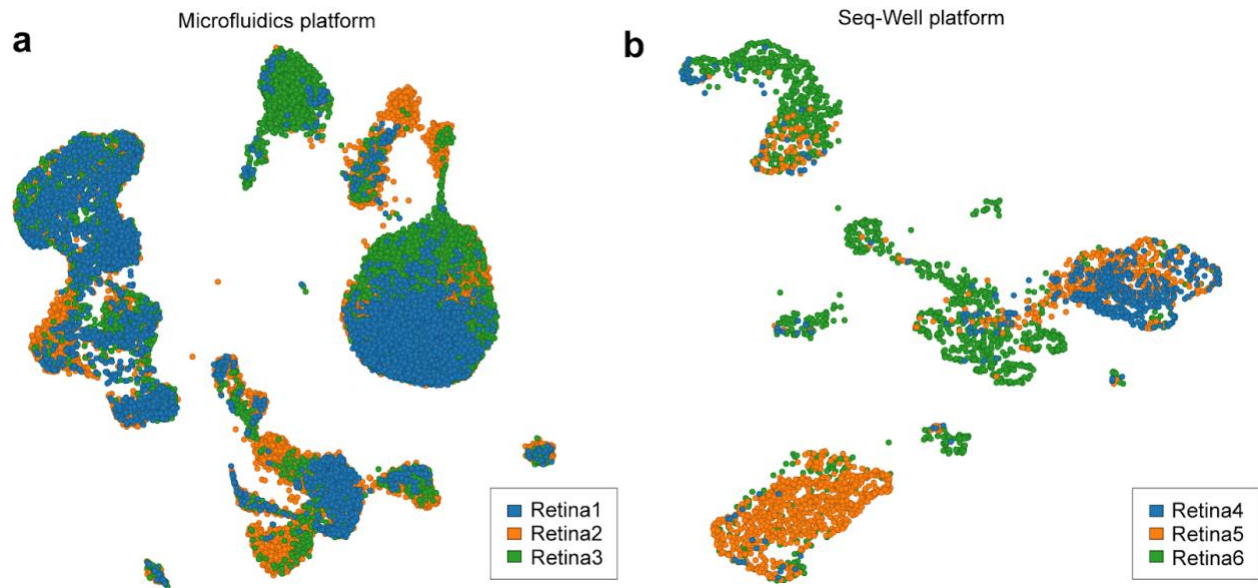 Microfluidics platform
a
Retina1
Retina2
Retina3
Seq-Well platform
b
Retina4
Retina5
Retina6